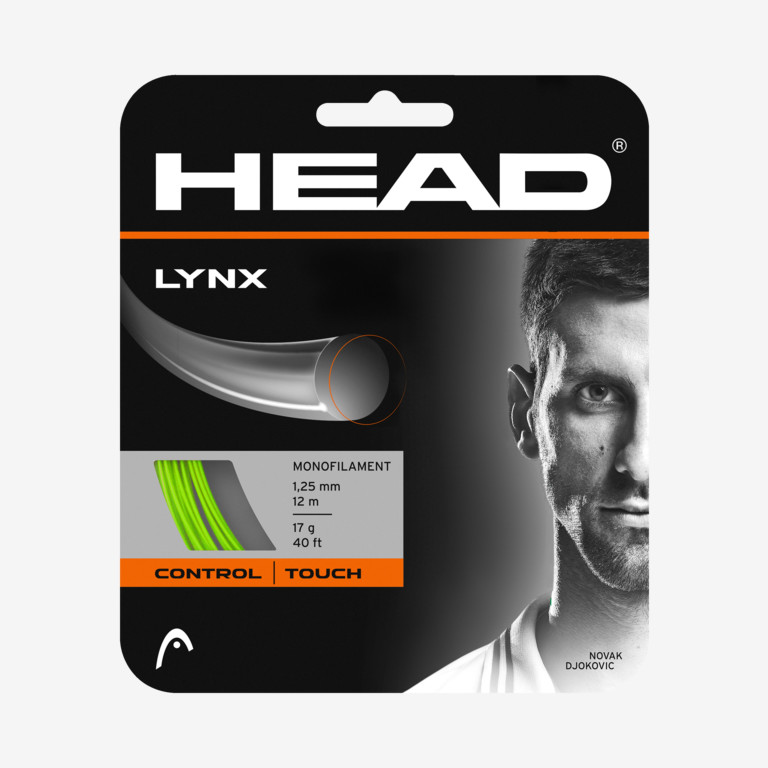 HEAD®
LYNX
MONOFILAMENT
1,25 mm
12 m
17 g
40 ft
CONTROL | TOUCH
NOVAK
DJOKOVIC